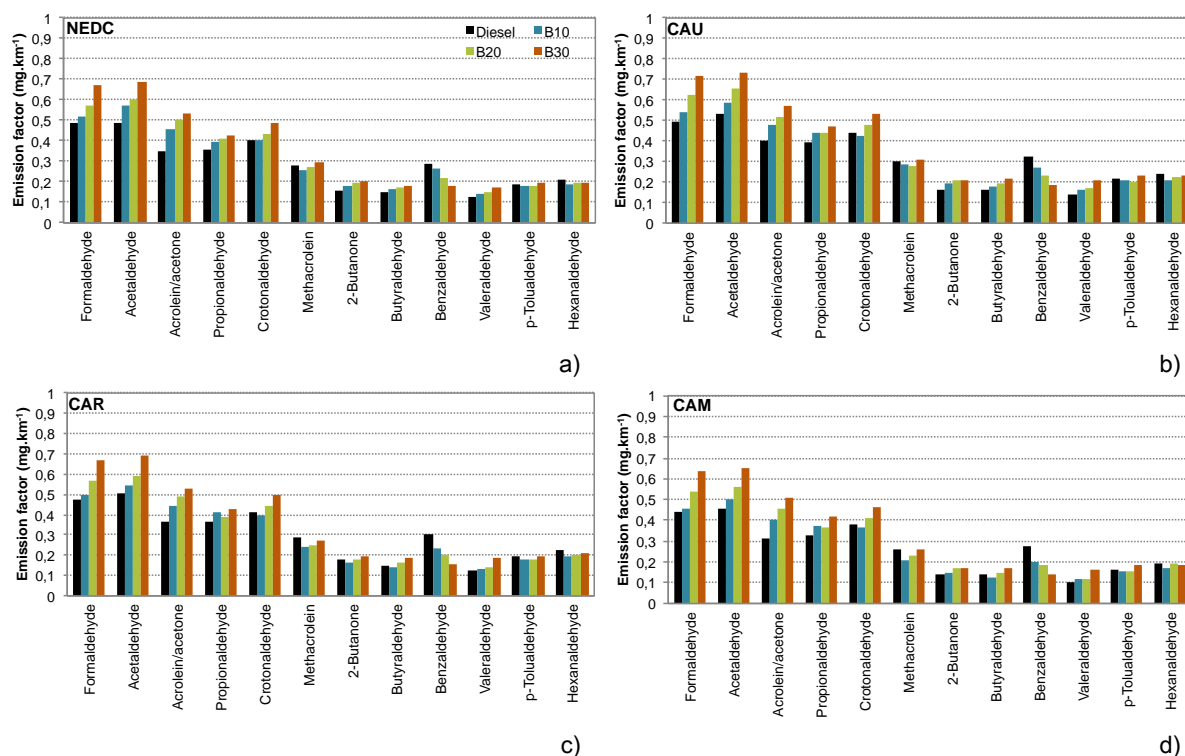 NEDC
Diesel B10
B20 B30
Emission factor (mg.km⁻¹)
1
0,9
0,8
0,7
0,6
0,5
0,4
0,3
0,2
0,1
0
Formaldehyde
Acetaldehyde
Acrolein/acetone
Propionaldehyde
Crotonaldehyde
Methacrolein
2-Butanone
Butyraldehyde
Benzaldehyde
Valeraldehyde
p-Tolualdehyde
Hexanaldehyde
a)
CAU
Emission factor (mg.km⁻¹)
1
0,9
0,8
0,7
0,6
0,5
0,4
0,3
0,2
0,1
0
Formaldehyde
Acetaldehyde
Acrolein/acetone
Propionaldehyde
Crotonaldehyde
Methacrolein
2-Butanone
Butyraldehyde
Benzaldehyde
Valeraldehyde
p-Tolualdehyde
Hexanaldehyde
b)
CAR
Emission factor (mg.km⁻¹)
1
0,9
0,8
0,7
0,6
0,5
0,4
0,3
0,2
0,1
0
Formaldehyde
Acetaldehyde
Acrolein/acetone
Propionaldehyde
Crotonaldehyde
Methacrolein
2-Butanone
Butyraldehyde
Benzaldehyde
Valeraldehyde
p-Tolualdehyde
Hexanaldehyde
c)
CAM
Emission factor (mg.km⁻¹)
1
0,9
0,8
0,7
0,6
0,5
0,4
0,3
0,2
0,1
0
Formaldehyde
Acetaldehyde
Acrolein/acetone
Propionaldehyde
Crotonaldehyde
Methacrolein
2-Butanone
Butyraldehyde
Benzaldehyde
Valeraldehyde
p-Tolualdehyde
Hexanaldehyde
d)